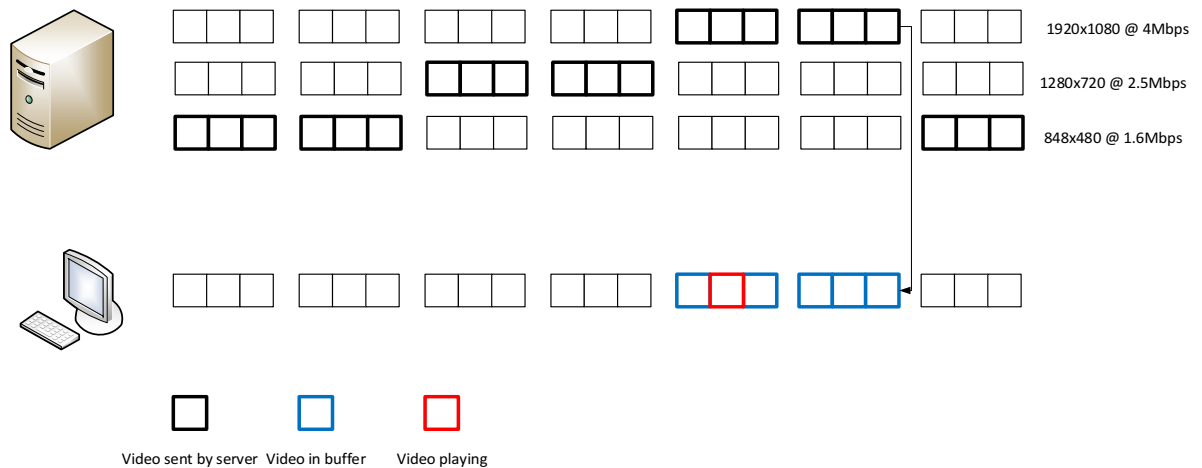 1920x1080 @ 4Mbps
1280x720 @ 2.5Mbps
848x480 @ 1.6Mbps
Video sent by server Video in buffer Video playing